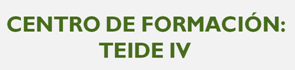 CENTRO DE FORMACIÓN:
TEIDE IV